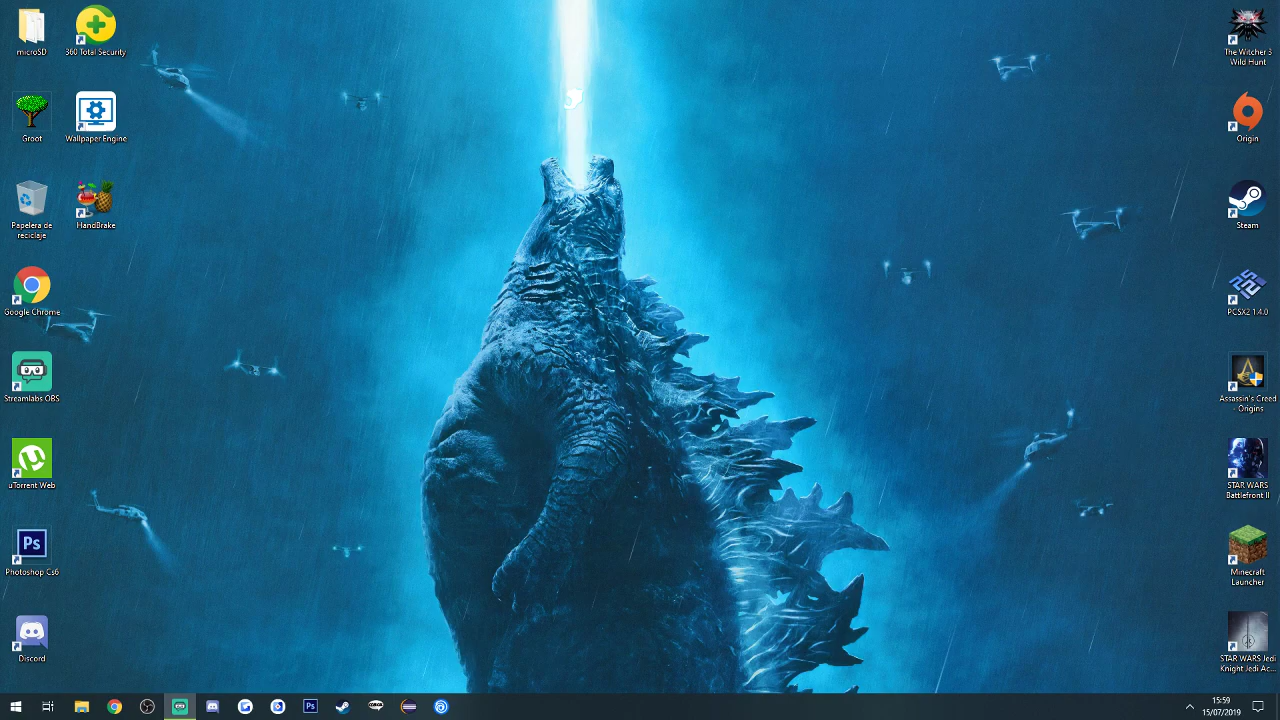 microSD
360 Total Security
Groot
Wallpaper Engine
Papelera de
reciclaje
HandBrake
Google Chrome
Streamlabs OBS
uTorrent Web
Ps
Photoshop Cs6
Discord
The Witcher 3
Wild Hunt
Origin
Steam
PCSX2 1.4.0
Assassin's Creed
- Origins
STAR WARS
Battlefront II
Minecraft
Launcher
STAR WARS Jedi
Knight Jedi Ac...
Ps
15:59
15/07/2019